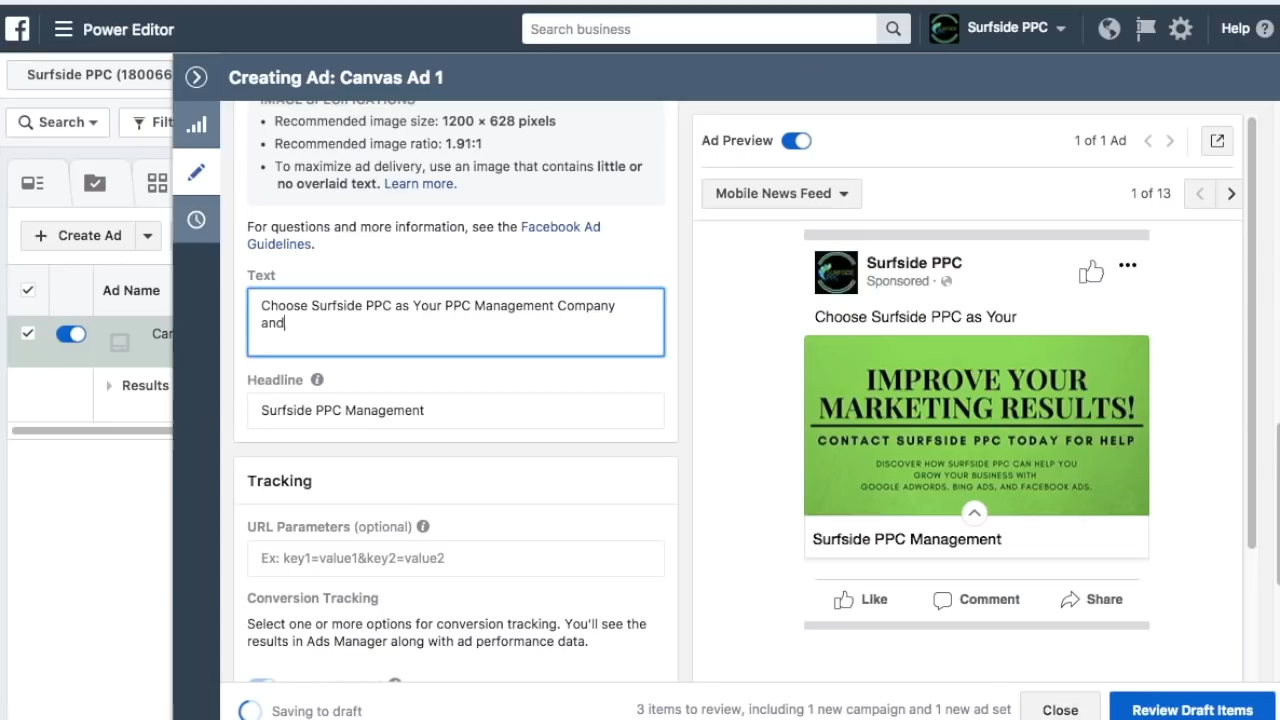 Power Editor
Search business
Surfside PPC
Help
Surfside PPC (180066
Creating Ad: Canvas Ad 1
Search
Filt
Create Ad
Ad Name
Car
Results
IMAGE SPECIFICATIONS
Recommended image size: 1200 × 628 pixels
Recommended image ratio: 1.91:1
To maximize ad delivery, use an image that contains little or
no overlaid text. Learn more.
For questions and more information, see the Facebook Ad
Guidelines.
Text
Choose Surfside PPC as Your PPC Management Company
and
Headline
Surfside PPC Management
Tracking
URL Parameters (optional)
Ex: key1=value1&key2=value2
Conversion Tracking
Select one or more options for conversion tracking. You'll see the
results in Ads Manager along with ad performance data.
Ad Preview
1 of 1 Ad
Mobile News Feed
1 of 13
Surfside PPC
Sponsored ·
Choose Surfside PPC as Your
IMPROVE YOUR
MARKETING RESULTS!
CONTACT SURFSIDE PPC TODAY FOR HELP
DISCOVER HOW SURFSIDE PPC CAN HELP YOU
GROW YOUR BUSINESS WITH
GOOGLE ADWORDS, BING ADS, AND FACEBOOK ADS.
Surfside PPC Management
Like
Comment
Share
Saving to draft
3 items to review, including 1 new campaign and 1 new ad set
Close
Review Draft Items